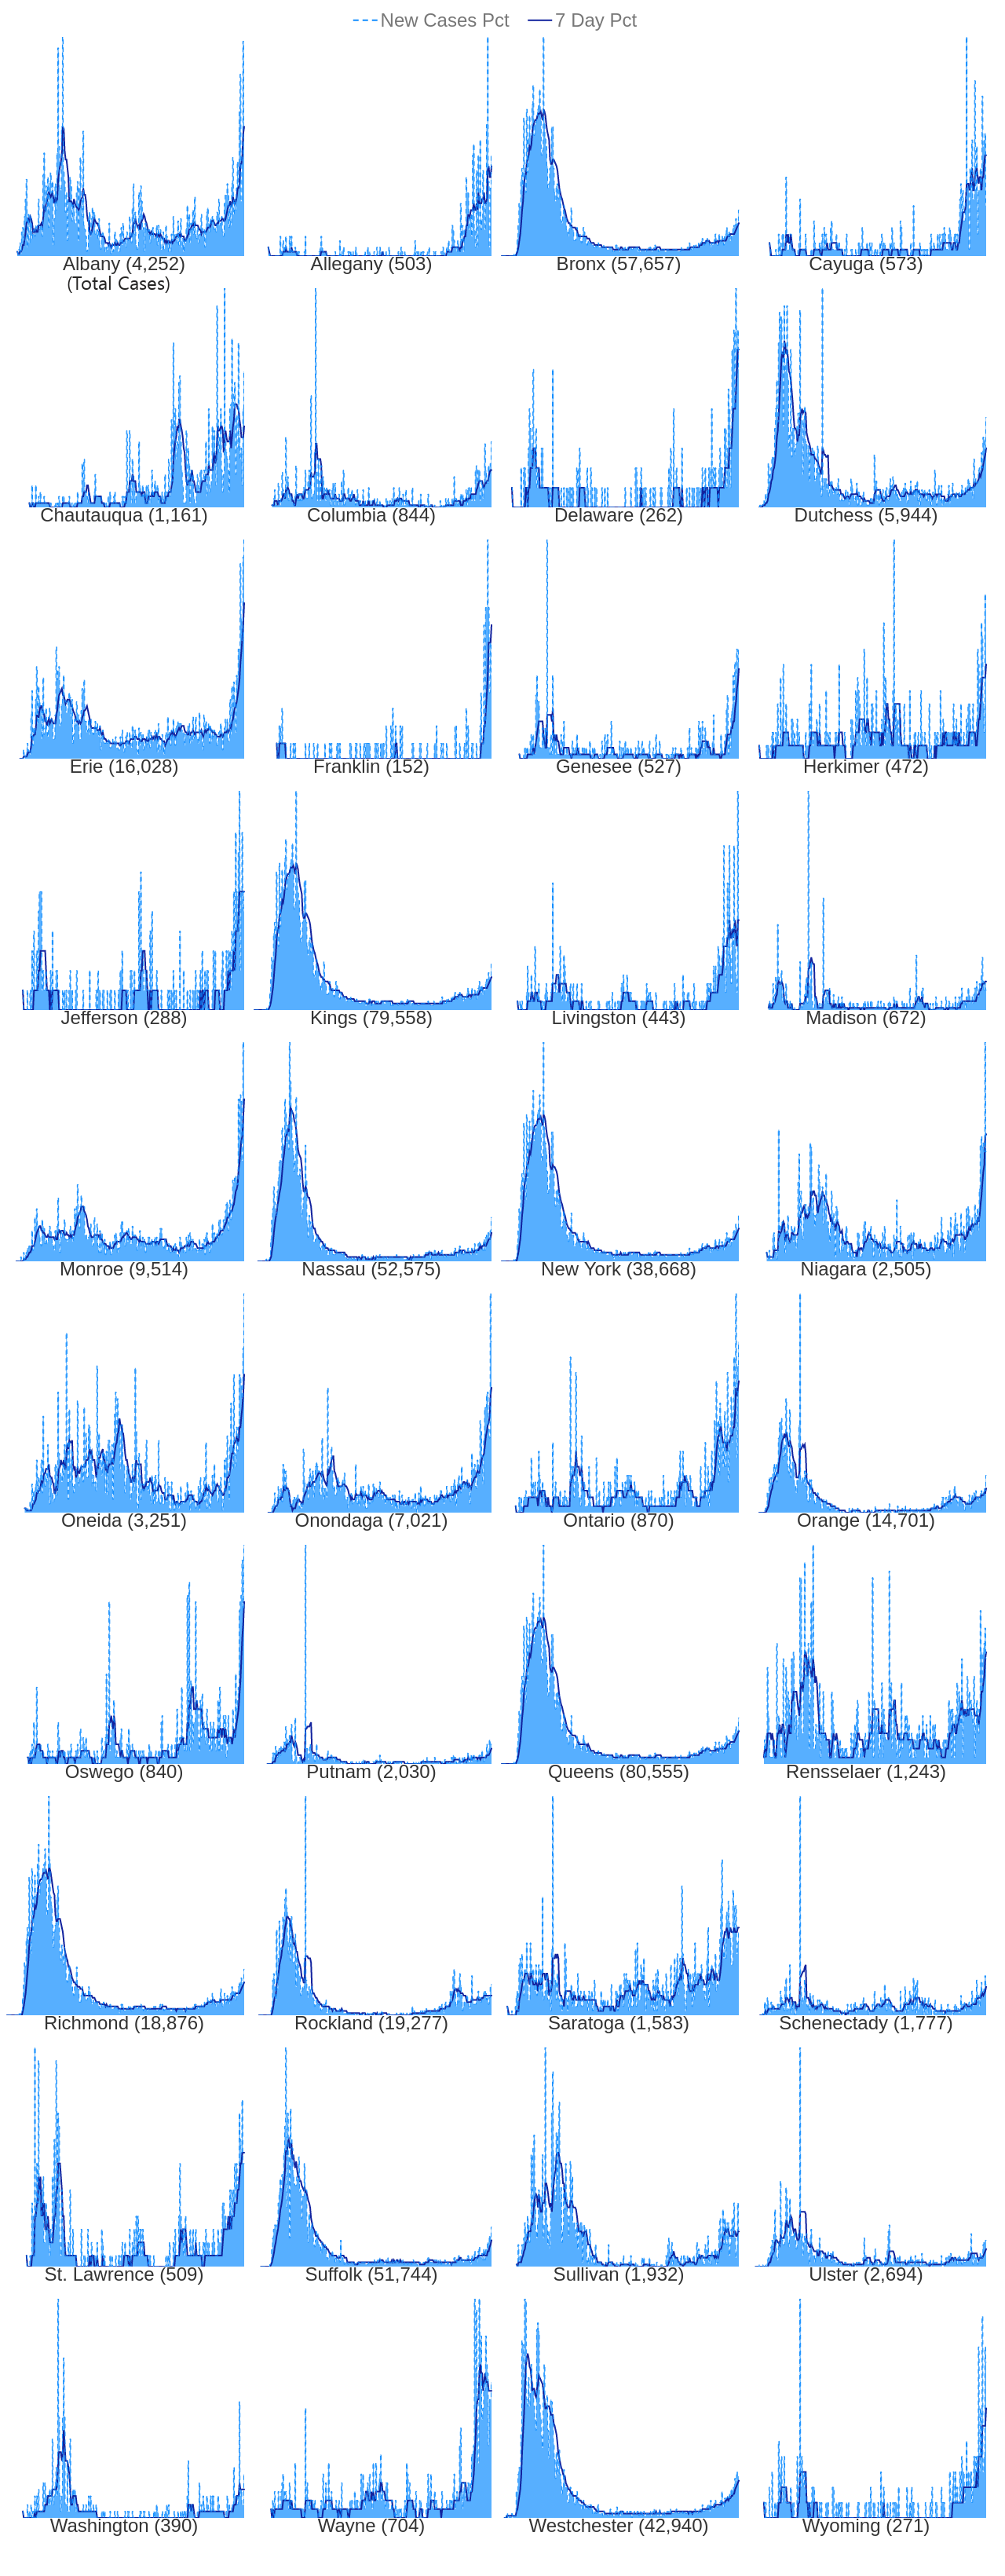 New Cases Pct 7 Day Pct
Albany (4,252) Allegany (503) Bronx (57,657) Cayuga (573)
(Total Cases)
Chautauqua (1,161) Columbia (844) Delaware (262) Dutchess (5,944)
Erie (16,028) Franklin (152) Genesee (527) Herkimer (472)
Jefferson (288) Kings (79,558) Livingston (443) Madison (672)
Monroe (9,514) Nassau (52,575) New York (38,668) Niagara (2,505)
Oneida (3,251) Onondaga (7,021) Ontario (870) Orange (14,701)
Oswego (840) Putnam (2,030) Queens (80,555) Rensselaer (1,243)
Richmond (18,876) Rockland (19,277) Saratoga (1,583) Schenectady (1,777)
St. Lawrence (509) Suffolk (51,744) Sullivan (1,932) Ulster (2,694)
Washington (390) Wayne (704) Westchester (42,940) Wyoming (271)